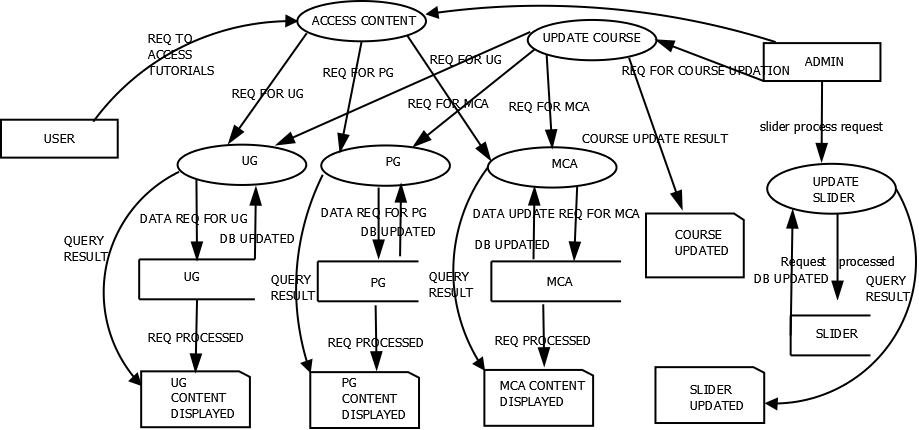 ACCESS CONTENT
REQ TO
ACCESS
TUTORIALS
UPDATE COURSE
ADMIN
REQ FOR UG
REQ FOR PG
REQ FOR UG
REQ FOR COURSE UPDATION
REQ FOR MCA
REQ FOR MCA
slider process request
USER
COURSE UPDATE RESULT
UG
PG
MCA
UPDATE
SLIDER
DATA REQ FOR UG
DB UPDATED
DATA REQ FOR PG
DB UPDATED
DATA UPDATE REQ FOR MCA
DB UPDATED
QUERY
RESULT
COURSE
UPDATED
Request processed
DB UPDATED
QUERY
RESULT
UG
QUERY
RESULT
PG
QUERY
RESULT
MCA
SLIDER
REQ PROCESSED
REQ PROCESSED
REQ PROCESSED
UG
CONTENT
DISPLAYED
PG
CONTENT
DISPLAYED
MCA CONTENT
DISPLAYED
SLIDER
UPDATED